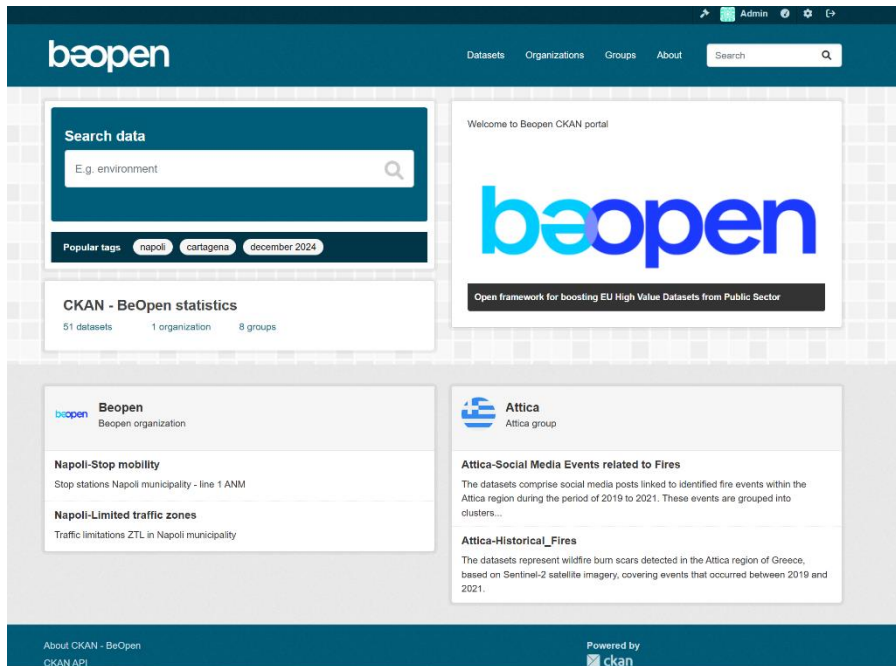 Admin
bəopen
Datasets Organizations Groups About Search
Search data
E.g. environment
Popular tags napoli cartagena december 2024
CKAN - BeOpen statistics
51 datasets 1 organization 8 groups
Welcome to Beopen CKAN portal
bəopen
Open framework for boosting EU High Value Datasets from Public Sector
bəopen
Beopen
Beopen organization
Napoli-Stop mobility
Stop stations Napoli municipality - line 1 ANM
Napoli-Limited traffic zones
Traffic limitations ZTL in Napoli municipality
Attica
Attica group
Attica-Social Media Events related to Fires
The datasets comprise social media posts linked to identified fire events within the
Attica region during the period of 2019 to 2021. These events are grouped into
clusters...
Attica-Historical_Fires
The datasets represent wildfire burn scars detected in the Attica region of Greece,
based on Sentinel-2 satellite imagery, covering events that occurred between 2019 and
2021.
About CKAN - BeOpen
CKAN API
Powered by
ckan